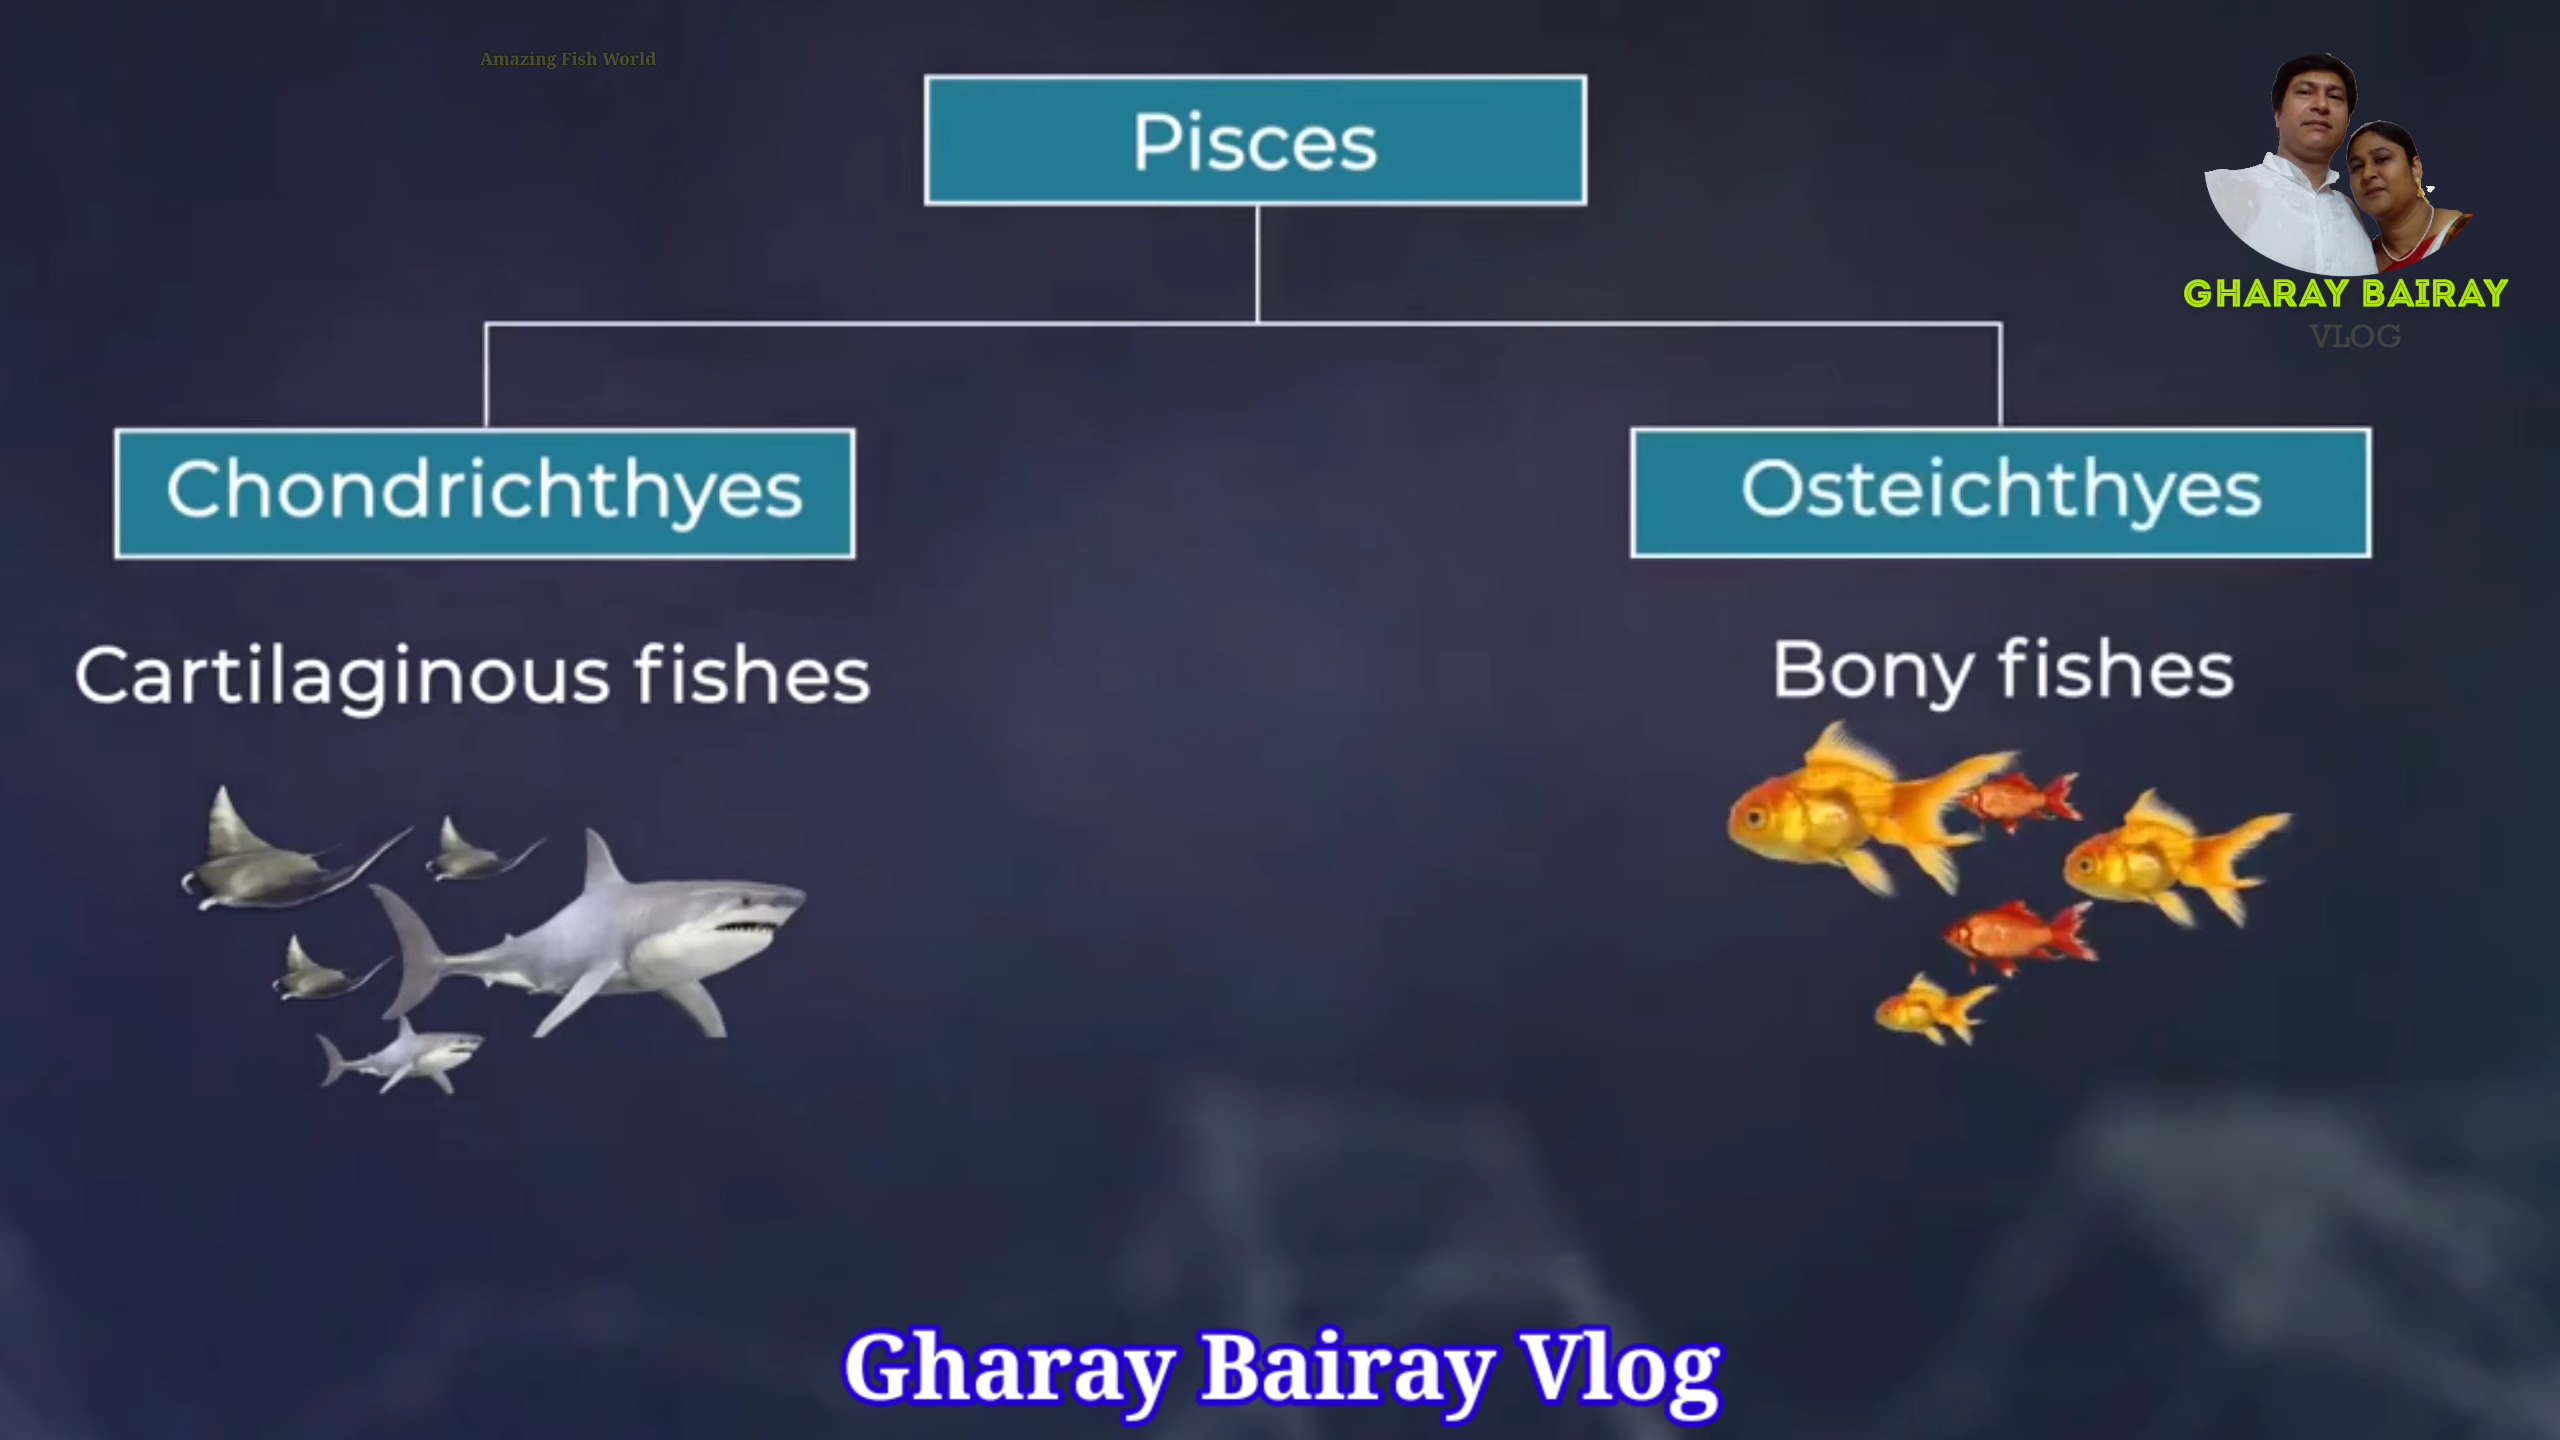 Amazing Fish World
Pisces
GHARAY BAIRAY
VLOG
Chondrichthyes
Osteichthyes
Cartilaginous fishes
Bony fishes
Gharay Bairay Vlog